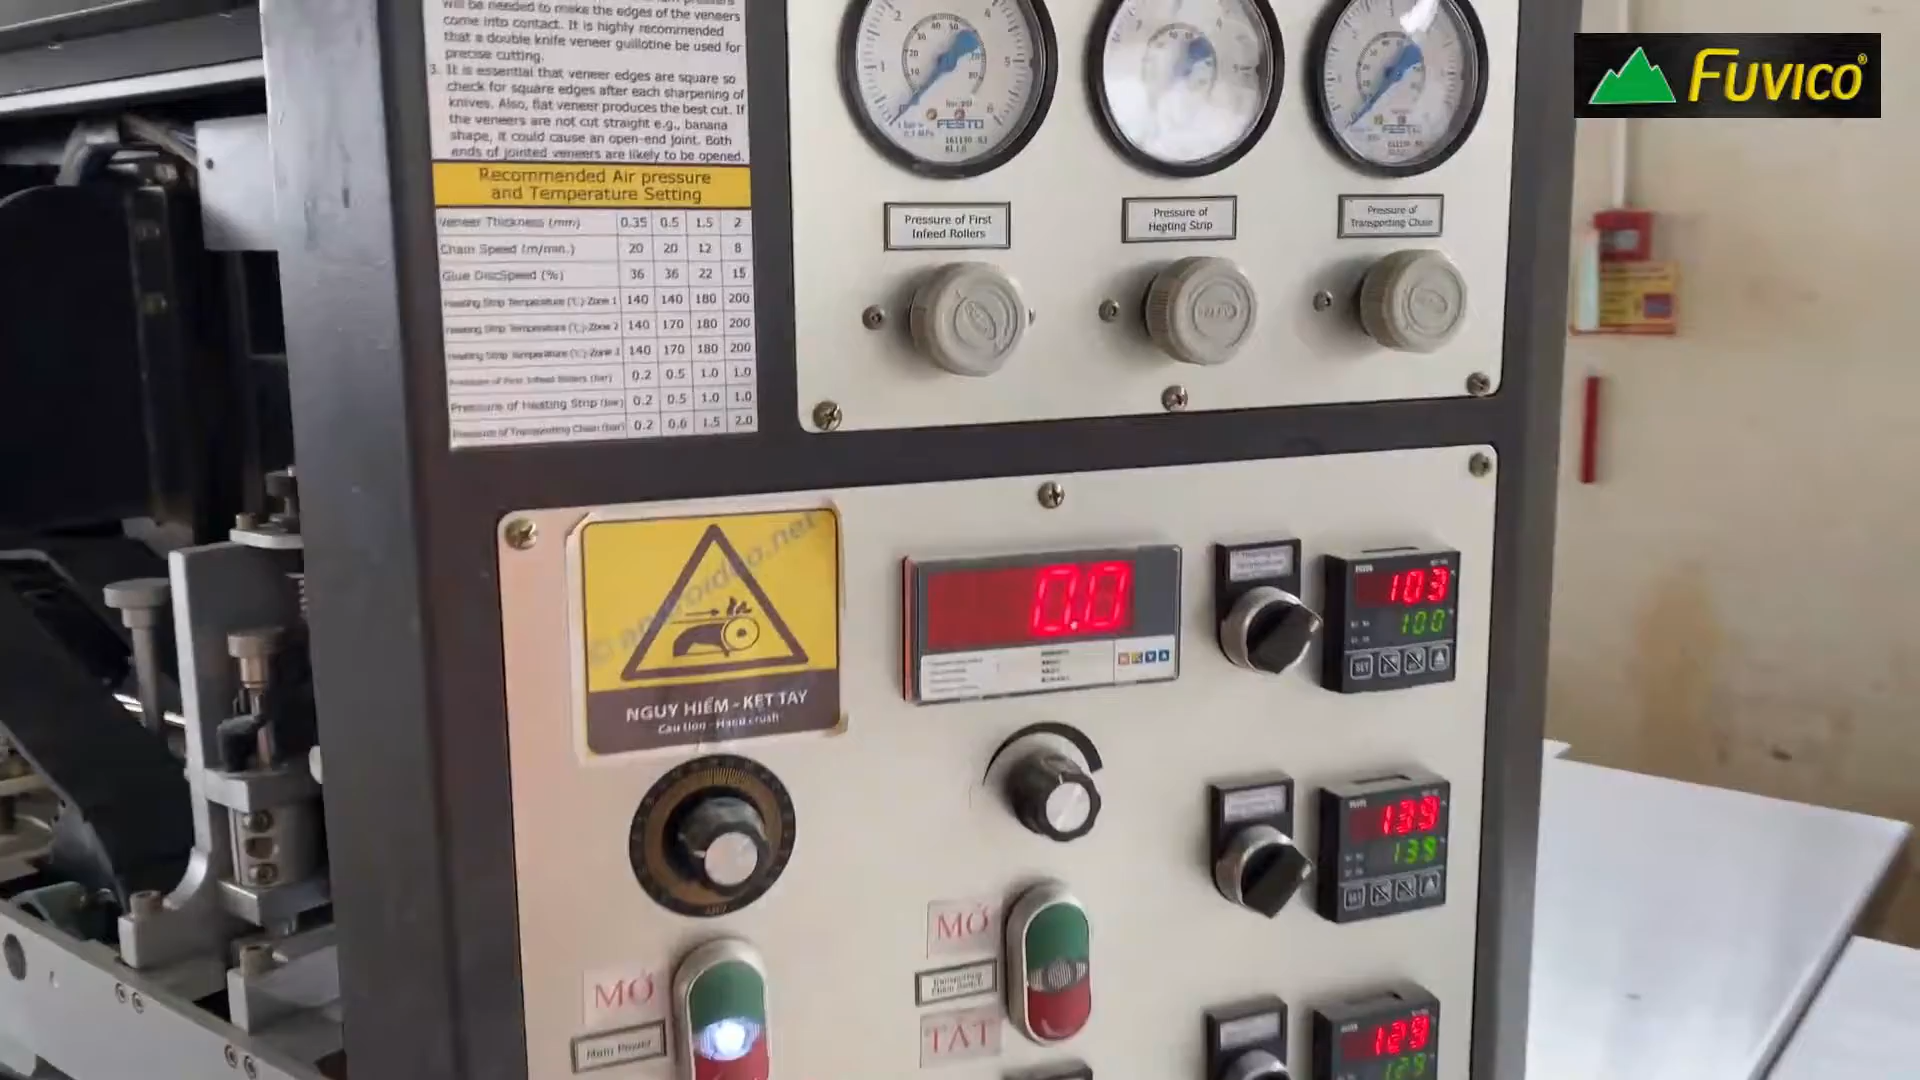 will be needed to make the edges of the veneers
come into contact. It is highly recommended
that a double knife veneer guillotine be used for
precise cutting.
3. It is essential that veneer edges are square so
check for square edges after each sharpening of
knives. Also, flat veneer produces the best cut. If
the veneers are not cut straight e.g., banana
shape, it could cause an open-end joint. Both
ends of jointed veneers are likely to be opened.
Recommended Air pressure
and Temperature Setting
Veneer Thickness (mm) 0.35 0.5 1.5 2
Chain Speed (m/min.) 20 20 12 8
Glue DiscSpeed (%) 36 36 22 15
Heating Strip Temperature (℃) Zone 1 140 140 180 200
Heating Strip Temperature (℃) Zone 2 140 170 180 200
Heating Strip Temperature (℃) Zone 3 140 170 180 200
Pressure of First Infeed Rollers (bar) 0.2 0.5 1.0 1.0
Pressure of Heating Strip (bar) 0.2 0.5 1.0 1.0
Pressure of Transporting Chain (bar) 0.2 0.6 1.5 2.0
FESTO
FESTO
Pressure of First
Infeed Rollers
Pressure of
Heating Strip
Pressure of
Transporting Chain
FUVICO®
NGUY HIỂM - KẸT TAY
Caution - Hand crush
0.0
103
100
SET
139
139
SET
129
129
MỞ
Main Power
MỞ
Transporting
Chain Switch
TẮT